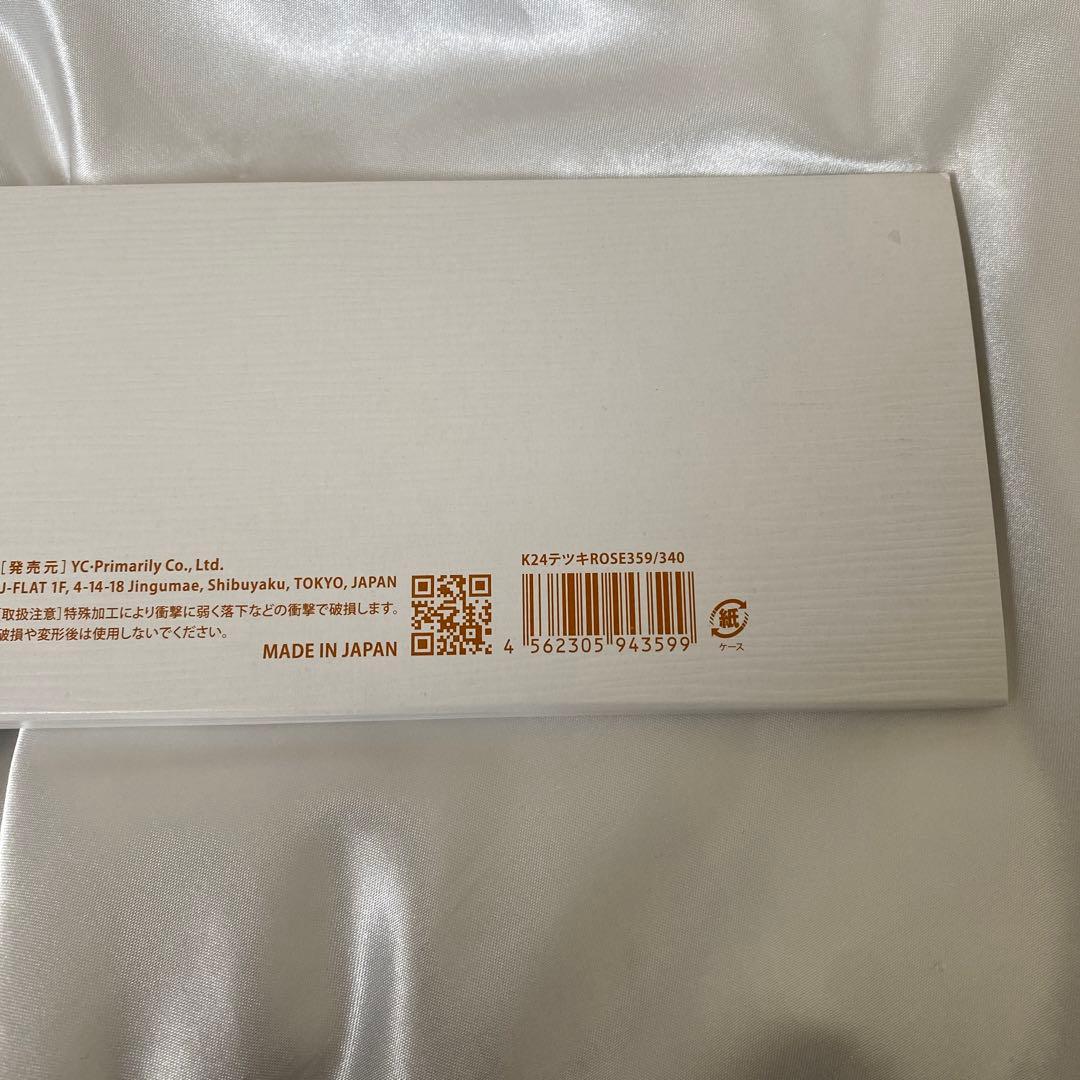 [発売元] YC·Primarily Co., Ltd.
J-FLAT 1F, 4-14-18 Jingumae, Shibuyaku, TOKYO, JAPAN
[取扱注意]特殊加工により衝撃に弱く落下などの衝撃で破損します。
破損や変形後は使用しないでください。
MADE IN JAPAN
K24テツキROSE359/340
4 562305 943599
紙
ケース